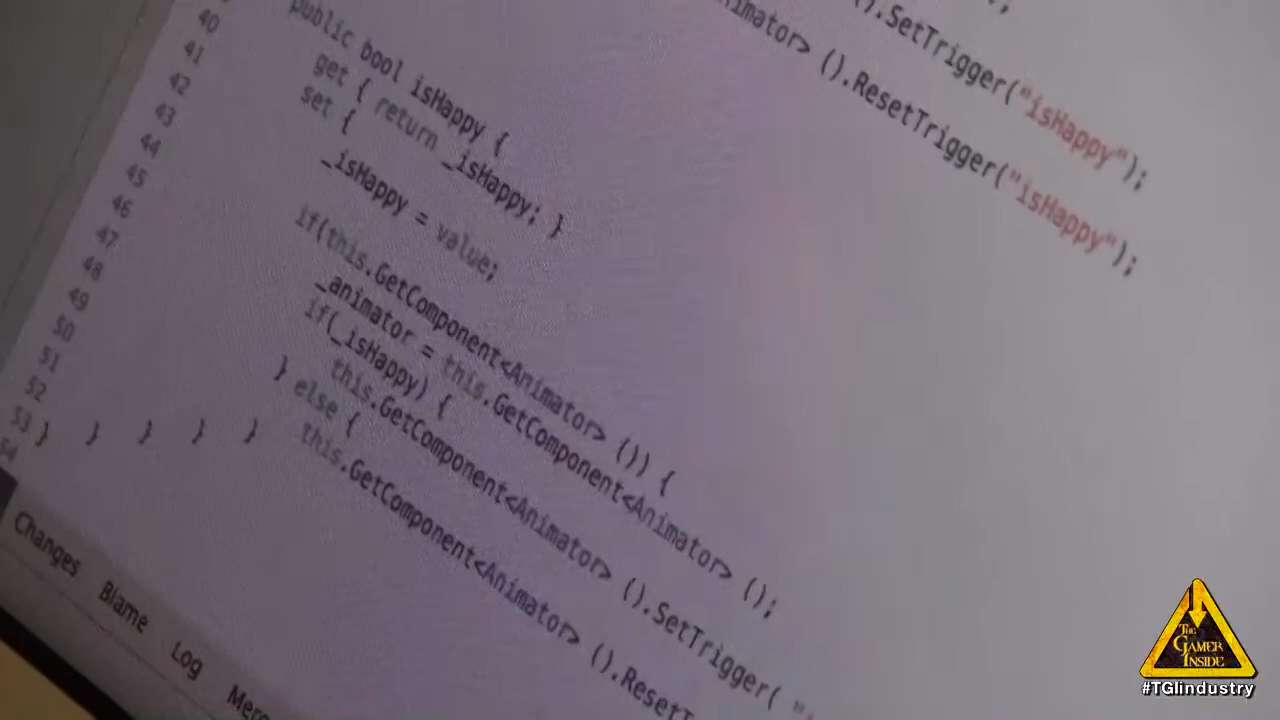 ().SetTrigger("isHappy");
().ResetTrigger("isHappy");
40
41
42
43
44
45
46
47
48
49
50
51
52
53
54
public bool isHappy {
get { return _isHappy; }
set {
_isHappy = value;
if(this.GetComponent<Animator> ()) {
_animator = this.GetComponent<Animator> ();
if(_isHappy) {
this.GetComponent<Animator> ().SetTrigger( "
} else {
this.GetComponent<Animator> ().ResetT
} } } } }
Changes Blame Log
THE
GAMER
INSIDE
#TGIindustry